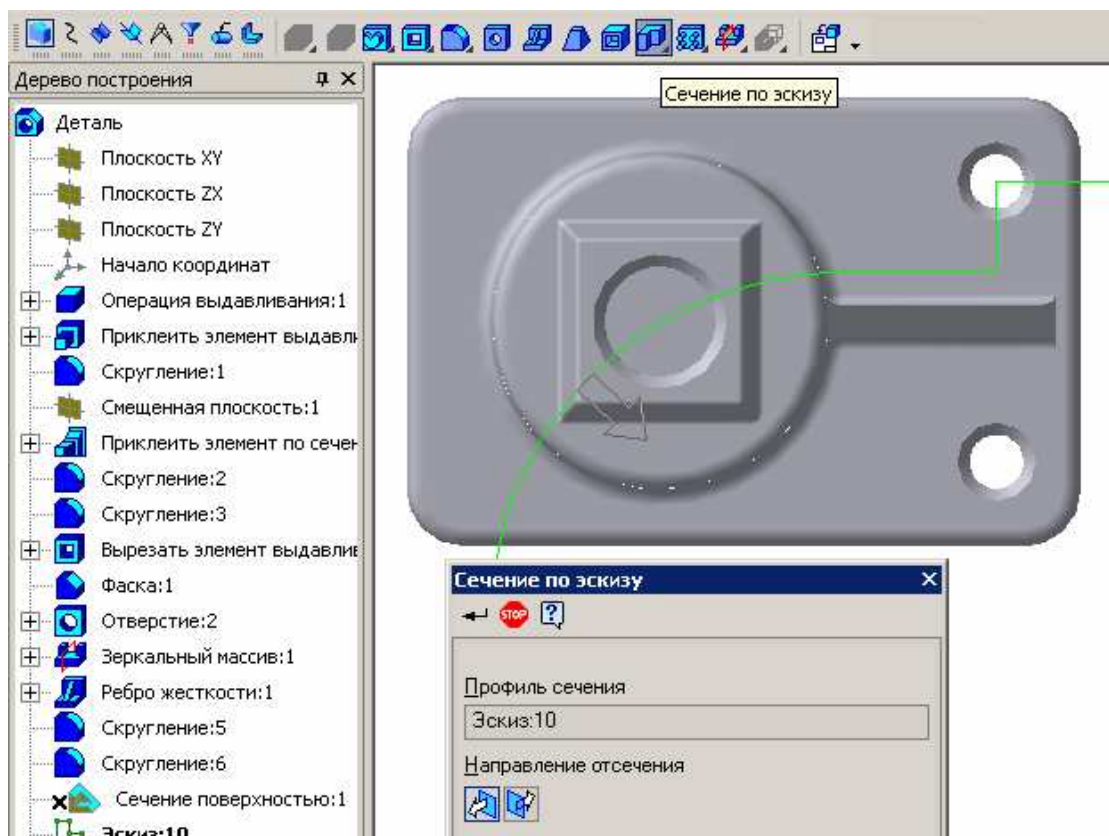 Сечение по эскизу
Дерево построения
Деталь
Плоскость XY
Плоскость ZX
Плоскость ZY
Начало координат
Операция выдавливания:1
Приклеить элемент выдавли
Скругление:1
Смещенная плоскость:1
Приклеить элемент по сечен
Скругление:2
Скругление:3
Вырезать элемент выдавлив
Фаска:1
Отверстие:2
Зеркальный массив:1
Ребро жесткости:1
Скругление:5
Скругление:6
Сечение поверхностью:1
Эскиз:10
Сечение по эскизу
STOP
Профиль сечения
Эскиз:10
Направление отсечения